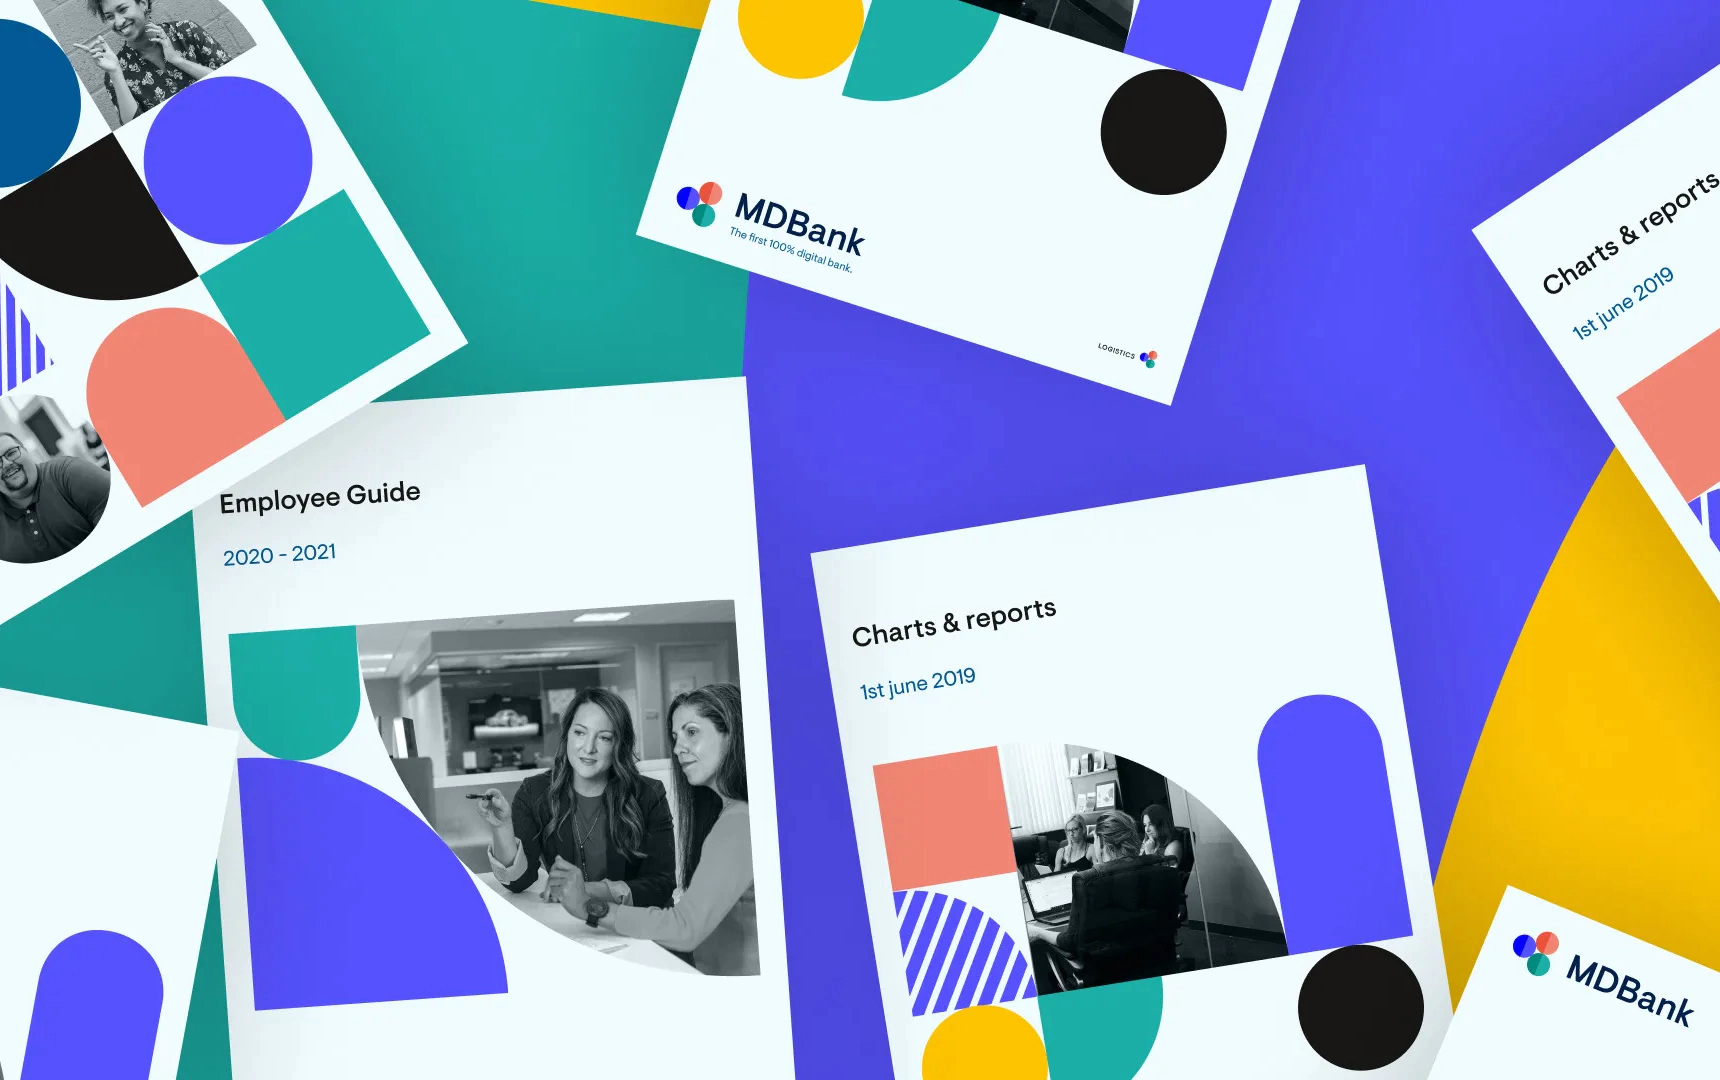 MDBank
The first 100% digital bank.
LOGISTICS
Charts & reports
1st june 2019
Employee Guide
2020 - 2021
Charts & reports
1st june 2019
MDBank